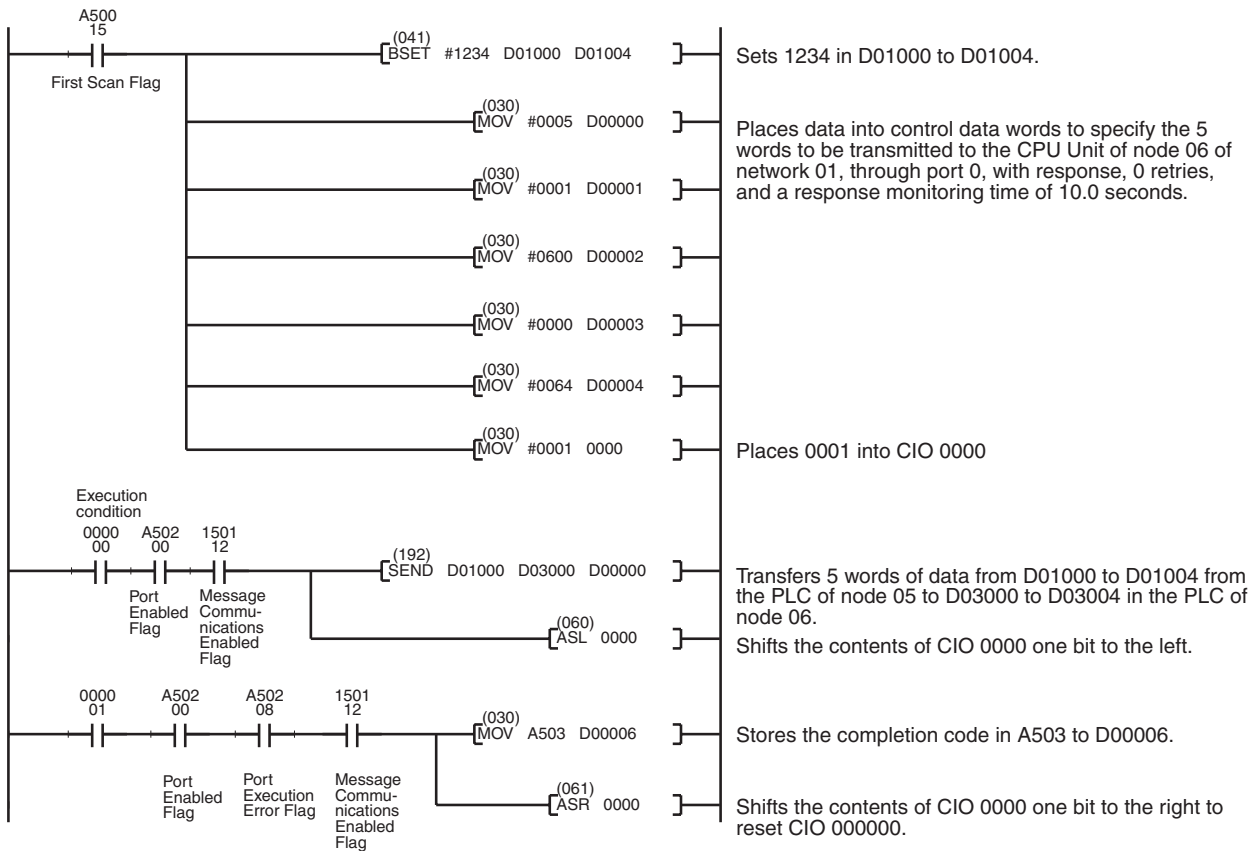 A500
15
First Scan Flag
(041)
BSET #1234 D01000 D01004
Sets 1234 in D01000 to D01004.
(030)
MOV #0005 D00000
Places data into control data words to specify the 5
words to be transmitted to the CPU Unit of node 06 of
network 01, through port 0, with response, 0 retries,
and a response monitoring time of 10.0 seconds.
(030)
MOV #0001 D00001
(030)
MOV #0600 D00002
(030)
MOV #0000 D00003
(030)
MOV #0064 D00004
(030)
MOV #0001 0000
Places 0001 into CIO 0000
Execution
condition
0000 A502 1501
00 00 12
Port
Enabled
Flag
Message
Commu-
nications
Enabled
Flag
(192)
SEND D01000 D03000 D00000
Transfers 5 words of data from D01000 to D01004 from
the PLC of node 05 to D03000 to D03004 in the PLC of
node 06.
(060)
ASL 0000
Shifts the contents of CIO 0000 one bit to the left.
0000 A502 A502 1501
01 00 08 12
Port
Enabled
Flag
Port
Execution
Error Flag
Message
Commu-
nications
Enabled
Flag
(030)
MOV A503 D00006
Stores the completion code in A503 to D00006.
(061)
ASR 0000
Shifts the contents of CIO 0000 one bit to the right to
reset CIO 000000.